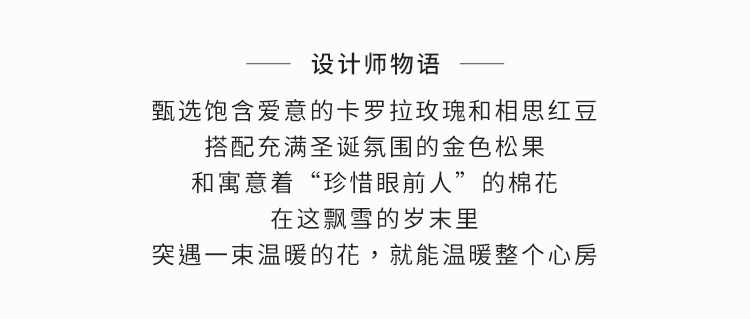 设计师物语
甄选饱含爱意的卡罗拉玫瑰和相思红豆
搭配充满圣诞氛围的金色松果
和寓意着“珍惜眼前人”的棉花
在这飘雪的岁末里
突遇一束温暖的花，就能温暖整个心房